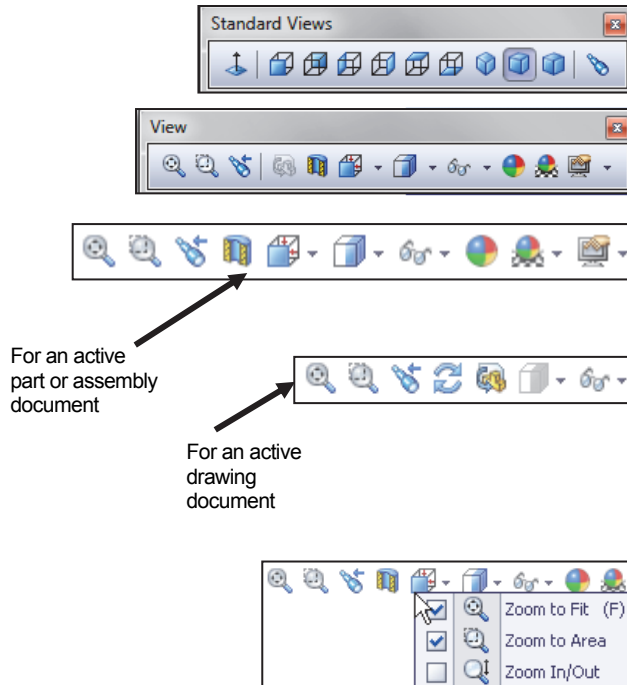 Standard Views
View
For an active
part or assembly
document
For an active
drawing
document
Zoom to Fit (F)
Zoom to Area
Zoom In/Out